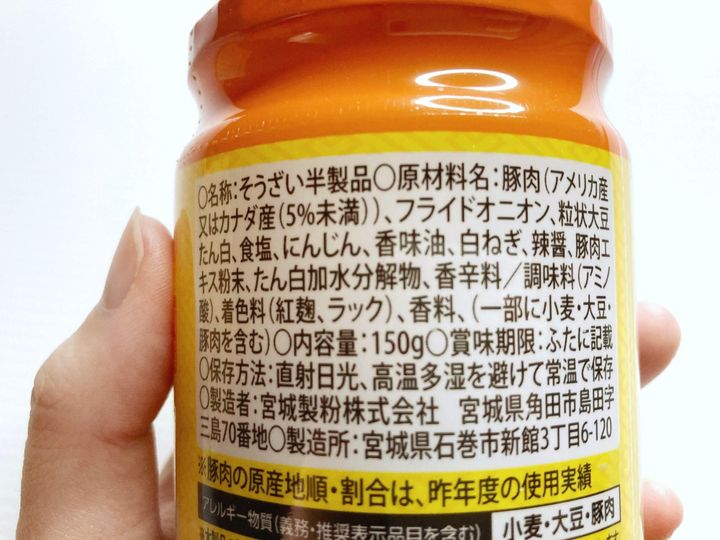 ○名称:そうざい半製品○原材料名:豚肉(アメリカ産
又はカナダ産(5%未満))、フライドオニオン、粒状大豆
たん白、食塩、にんじん、香味油、白ねぎ、辣醤、豚肉エ
キス粉末、たん白加水分解物、香辛料/調味料(アミノ
酸)、着色料(紅麹、ラック)、香料、(一部に小麦・大豆・
豚肉を含む)○内容量:150g○賞味期限:ふたに記載
○保存方法:直射日光、高温多湿を避けて常温で保存
○製造者:宮城製粉株式会社 宮城県角田市島田字
三島70番地○製造所:宮城県石巻市新館3丁目6-120
※豚肉の原産地順・割合は、昨年度の使用実績
アレルギー物質(義務・推奨表示品目を含む) 小麦・大豆・豚肉